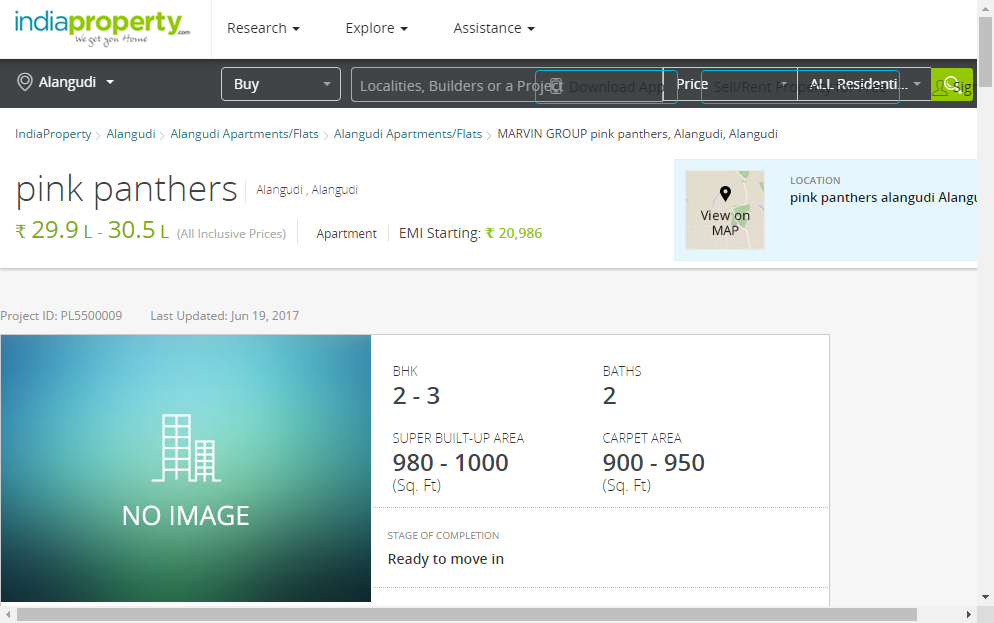 indiaproperty.com
We get you Home
Research
Explore
Assistance
Alangudi
Buy
Localities, Builders or a Project
Download App
Price
Sell/Rent Property
ALL Residenti...
Sig
IndiaProperty > Alangudi > Alangudi Apartments/Flats > Alangudi Apartments/Flats > MARVIN GROUP pink panthers, Alangudi, Alangudi
pink panthers
Alangudi , Alangudi
₹ 29.9 L - 30.5 L (All Inclusive Prices)
Apartment
EMI Starting: ₹ 20,986
View on
MAP
LOCATION
pink panthers alangudi Alangu
Project ID: PL5500009
Last Updated: Jun 19, 2017
NO IMAGE
BHK
2 - 3
BATHS
2
SUPER BUILT-UP AREA
980 - 1000
(Sq. Ft)
CARPET AREA
900 - 950
(Sq. Ft)
STAGE OF COMPLETION
Ready to move in